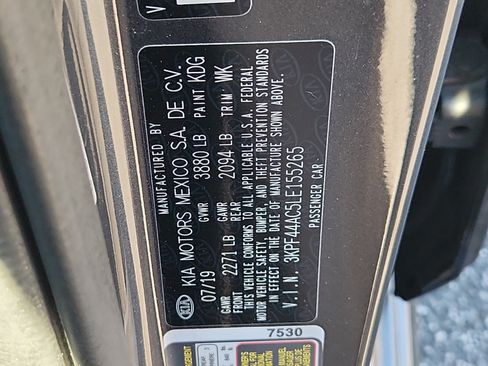 MANUFACTURED BY
KIA MOTORS MEXICO S.A. DE C.V.
07/19 GVWR 3880 LB PAINT KDG
GAWR FRONT 2271 LB GAWR REAR 2094 LB TRIM WK
THIS VEHICLE CONFORMS TO ALL APPLICABLE U.S.A. FEDERAL
MOTOR VEHICLE SAFETY, BUMPER, AND THEFT PREVENTION STANDARDS
IN EFFECT ON THE DATE OF MANUFACTURE SHOWN ABOVE.
V.I.N. 3KPF44AC5LE155265
PASSENGER CAR
KIA
7530